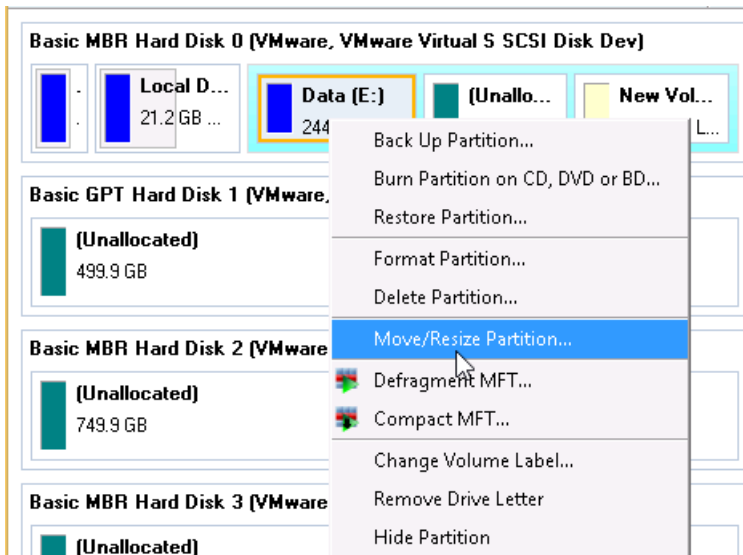 Basic MBR Hard Disk 0 (VMware, VMware Virtual S SCSI Disk Dev)
. Local D... Data (E:) (Unallo... New Vol...
. 21.2 GB ... 244 L...
Back Up Partition...
Burn Partition on CD, DVD or BD...
Basic GPT Hard Disk 1 (VMware,
Restore Partition...
(Unallocated)
499.9 GB
Format Partition...
Delete Partition...
Basic MBR Hard Disk 2 (VMware
Move/Resize Partition...
(Unallocated)
749.9 GB
Defragment MFT...
Compact MFT...
Change Volume Label...
Basic MBR Hard Disk 3 (VMware
Remove Drive Letter
(Unallocated)
Hide Partition